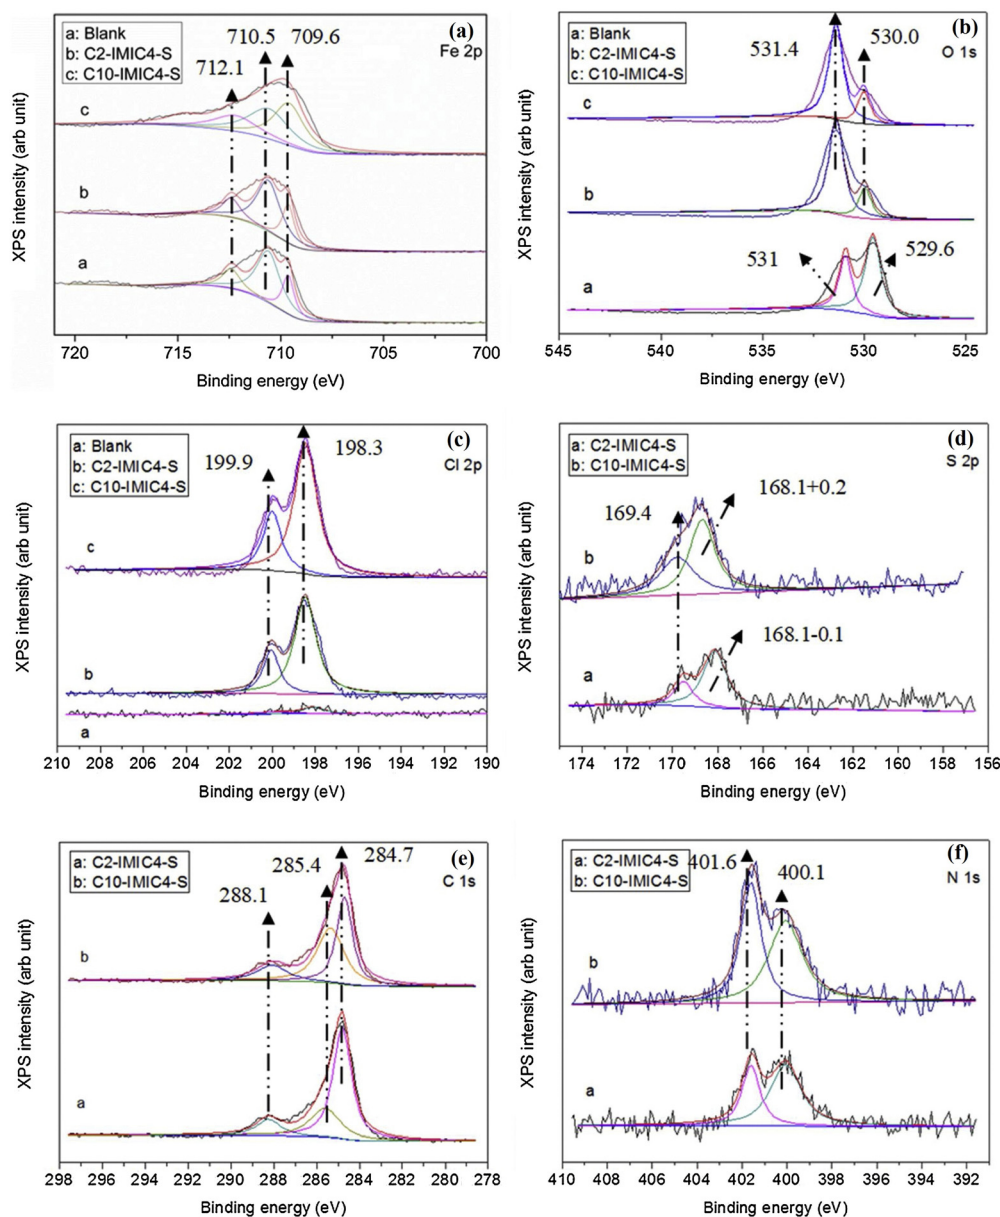 a: Blank
b: C2-IMIC4-S
c: C10-IMIC4-S
(a)
Fe 2p
710.5
709.6
712.1
c
b
a
XPS intensity (arb unit)
720
715
710
705
700
Binding energy (eV)
a: Blank
b: C2-IMIC4-S
c: C10-IMIC4-S
(b)
O 1s
531.4
530.0
c
b
531
529.6
a
XPS intensity (arb unit)
545
540
535
530
525
Binding energy (eV)
a: Blank
b: C2-IMIC4-S
c: C10-IMIC4-S
(c)
Cl 2p
199.9
198.3
c
b
a
XPS intensity (arb unit)
210 208 206 204 202 200 198 196 194 192 190
Binding energy (eV)
a: C2-IMIC4-S
b: C10-IMIC4-S
(d)
S 2p
169.4
168.1+0.2
b
168.1-0.1
a
XPS intensity (arb unit)
174 172 170 168 166 164 162 160 158 156
Binding energy (eV)
a: C2-IMIC4-S
b: C10-IMIC4-S
(e)
C 1s
284.7
285.4
288.1
b
a
XPS intensity (arb unit)
298 296 294 292 290 288 286 284 282 280 278
Binding energy (eV)
a: C2-IMIC4-S
b: C10-IMIC4-S
(f)
N 1s
401.6
400.1
b
a
XPS intensity (arb unit)
410 408 406 404 402 400 398 396 394 392
Binding energy (eV)